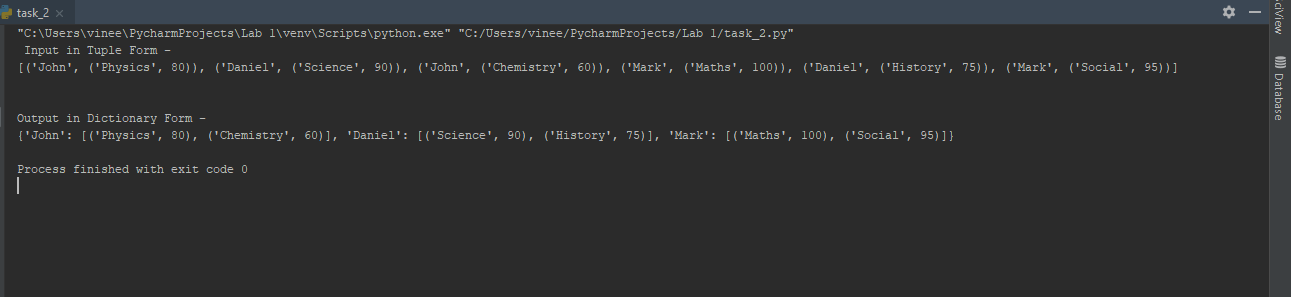 task_2
"C:\Users\vinee\PycharmProjects\Lab 1\venv\Scripts\python.exe" "C:/Users/vinee/PycharmProjects/Lab 1/task_2.py"
Input in Tuple Form -
[('John', ('Physics', 80)), ('Daniel', ('Science', 90)), ('John', ('Chemistry', 60)), ('Mark', ('Maths', 100)), ('Daniel', ('History', 75)), ('Mark', ('Social', 95))]
Output in Dictionary Form -
{'John': [('Physics', 80), ('Chemistry', 60)], 'Daniel': [('Science', 90), ('History', 75)], 'Mark': [('Maths', 100), ('Social', 95)]}
Process finished with exit code 0
SciView
Database